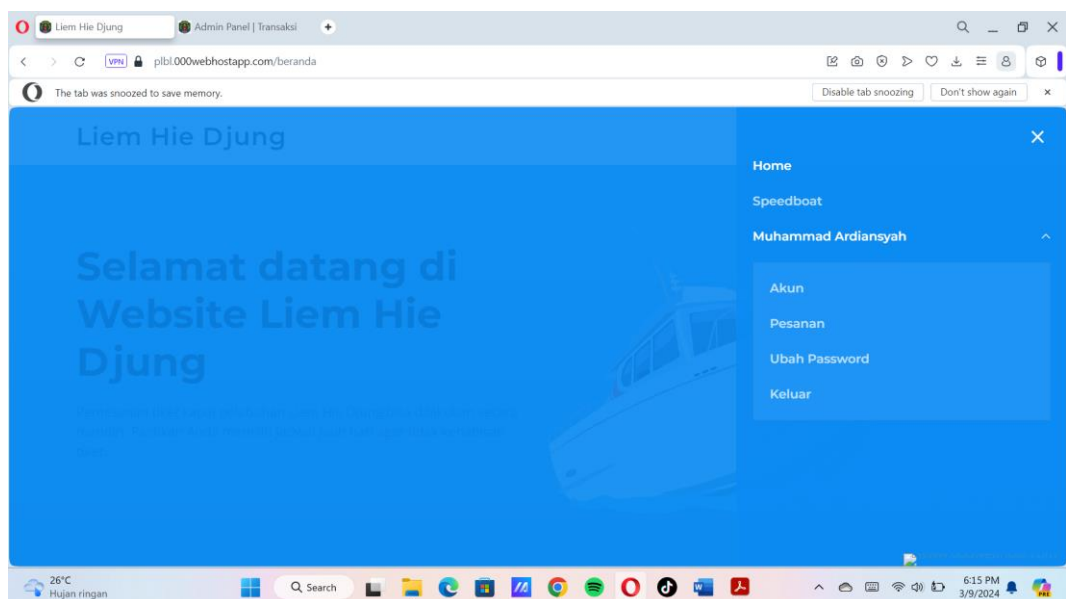 Liem Hie Djung
Admin Panel | Transaksi
VPN
plbl.000webhostapp.com/beranda
The tab was snoozed to save memory.
Disable tab snoozing
Don't show again
Liem Hie Djung
Home
Speedboat
Muhammad Ardiansyah
Akun
Pesanan
Ubah Password
Keluar
Selamat datang di
Website Liem Hie
Djung
26°C
Hujan ringan
Search
6:15 PM
3/9/2024
PRE